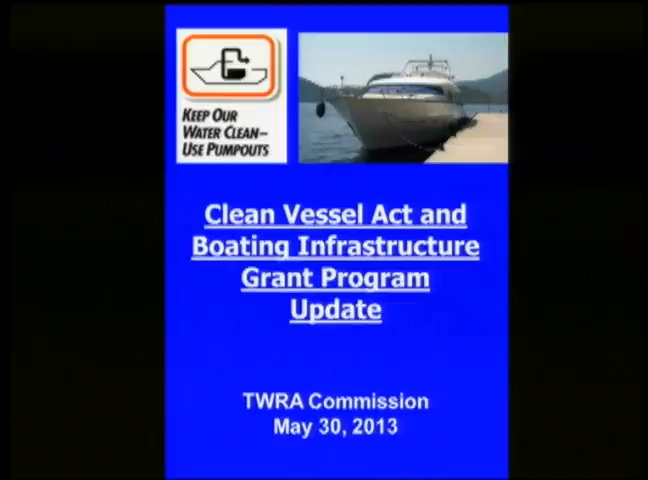 KEEP OUR
WATER CLEAN–
USE PUMPOUTS
Clean Vessel Act and
Boating Infrastructure
Grant Program
Update
TWRA Commission
May 30, 2013